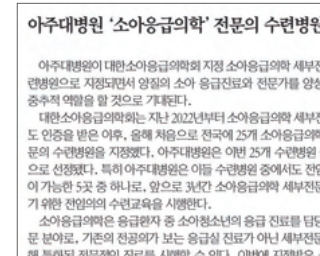 아주대병원 ‘소아응급의학’ 전문의 수련병원
아주대병원이 대한소아응급의학회 지정 소아응급의학 세부전
련병원으로 지정되면서 양질의 소아 응급진료와 전문가를 양성
중추적 역할을 할 것으로 기대된다.
대한소아응급의학회는 지난 2022년부터 소아응급의학 세부전
도 인증을 받은 이후, 올해 처음으로 전국에 25개 소아응급의학
문의 수련병원을 지정했다. 아주대병원은 이번 25개 수련병원
으로 선정됐다. 특히 아주대병원은 이들 수련병원 중에서도 전임
이 가능한 5곳 중 하나로, 앞으로 3년간 소아응급의학 세부전문
기 위한 전임의의 수련교육을 시행한다.
소아응급의학은 응급환자 중 소아청소년의 응급 진료를 담당
문 분야로, 기존의 전공의가 보는 응급실 진료가 아닌 세부전문